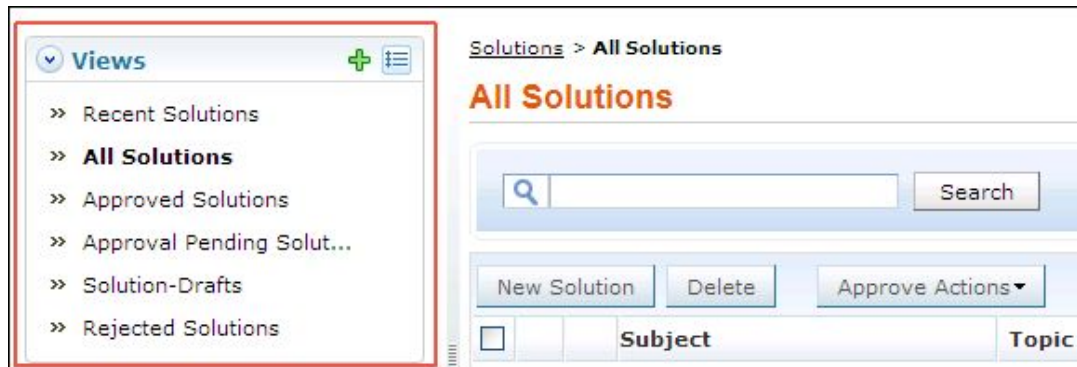 Views
Recent Solutions
All Solutions
Approved Solutions
Approval Pending Solut...
Solution-Drafts
Rejected Solutions
Solutions > All Solutions
All Solutions
Search
New Solution Delete Approve Actions
Subject Topic